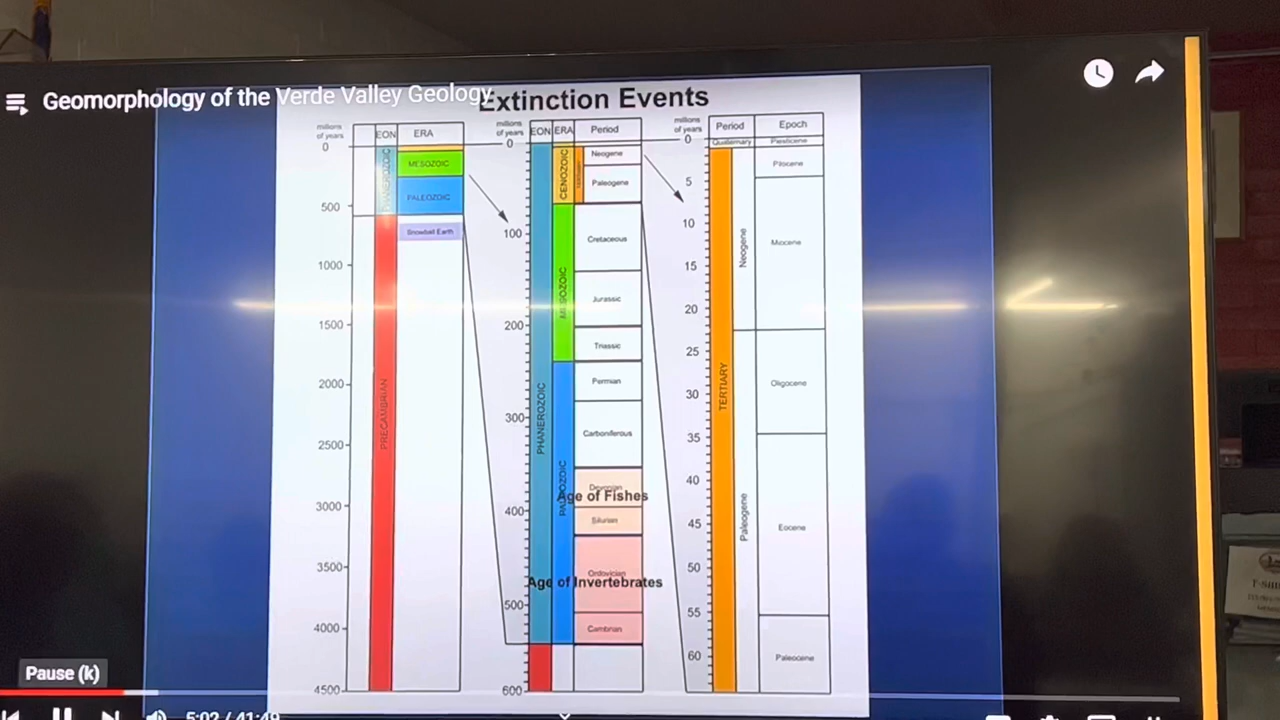 Geomorphology of the Verde Valley Geology
Extinction Events
millions of years
EON
ERA
0
500
1000
1500
2000
2500
3000
3500
4000
4500
PHANEROZOIC
PRECAMBRIAN
MESOZOIC
PALEOZOIC
Snowball Earth
millions of years
EON
ERA
Period
0
100
200
300
400
500
600
PHANEROZOIC
CENOZOIC
MESOZOIC
PALEOZOIC
Neogene
Paleogene
Cretaceous
Jurassic
Triassic
Permian
Carboniferous
Devonian
Age of Fishes
Silurian
Ordovician
Age of Invertebrates
Cambrian
millions of years
Period
Epoch
0
5
10
15
20
25
30
35
40
45
50
55
60
TERTIARY
Quaternary
Neogene
Paleogene
Pleistocene
Pliocene
Miocene
Oligocene
Eocene
Paleocene
Pause (k)
5:02 / 41:49
T-SHI